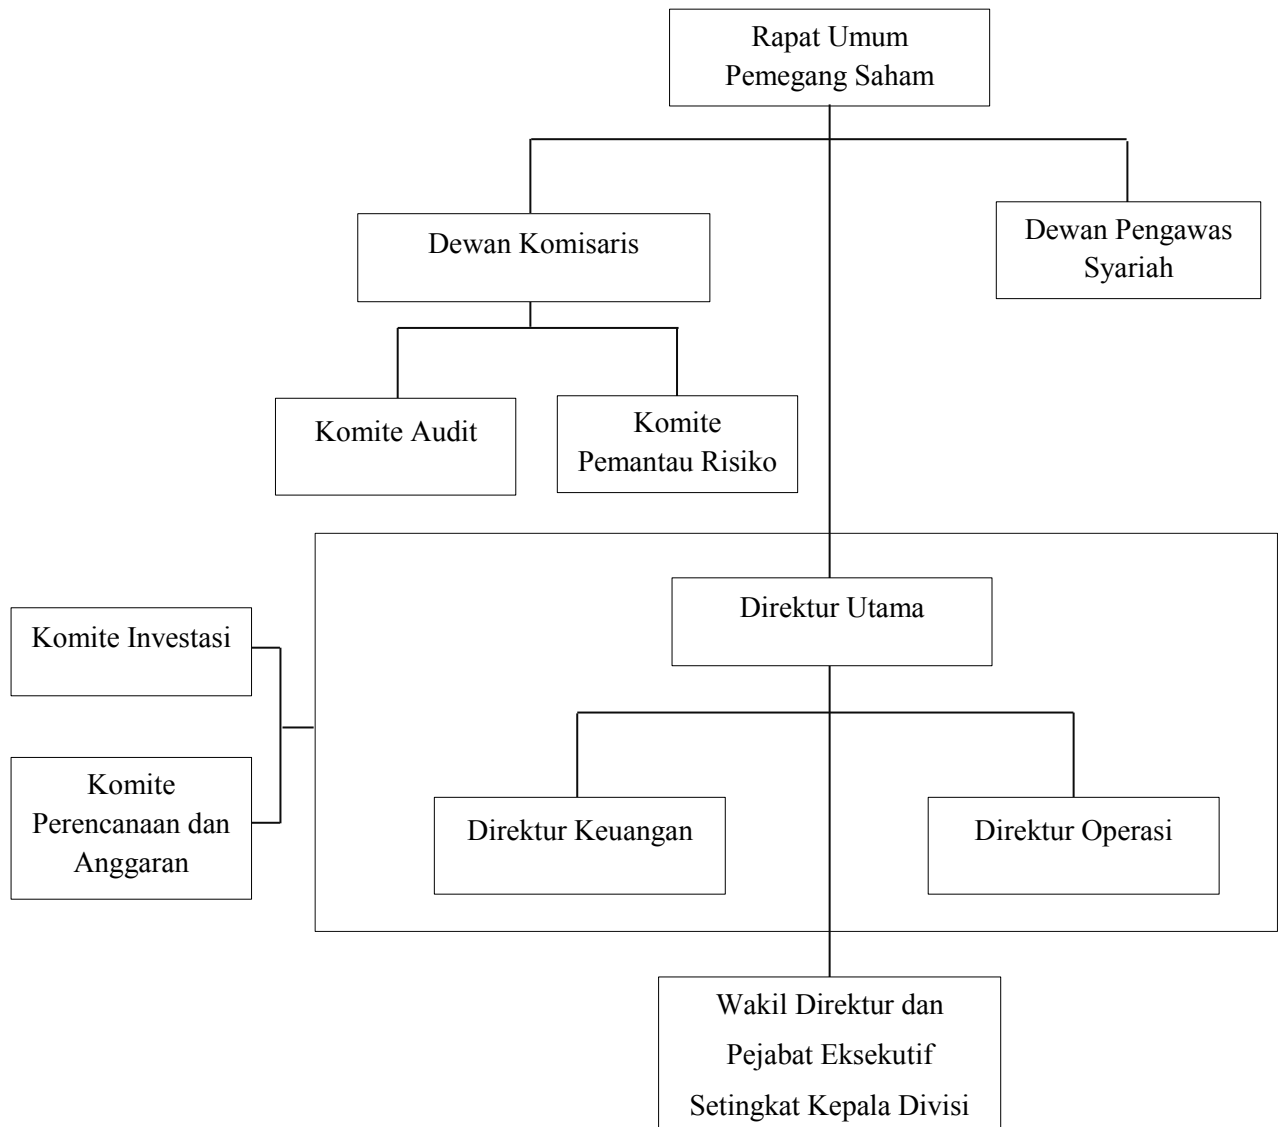 Rapat Umum
Pemegang Saham
Dewan Komisaris
Dewan Pengawas
Syariah
Komite Audit
Komite
Pemantau Risiko
Direktur Utama
Komite Investasi
Komite
Perencanaan dan
Anggaran
Direktur Keuangan
Direktur Operasi
Wakil Direktur dan
Pejabat Eksekutif
Setingkat Kepala Divisi